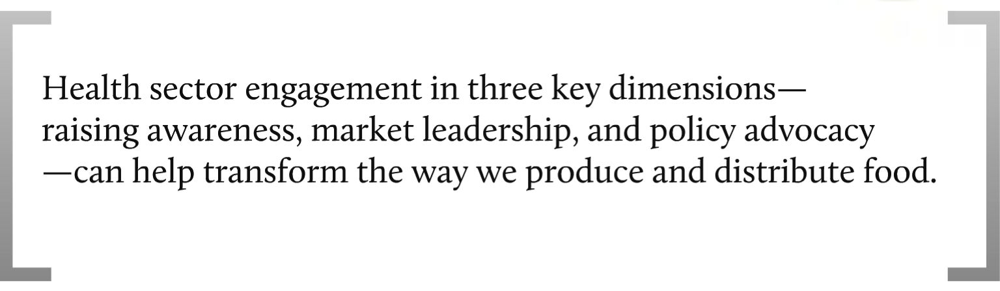 Health sector engagement in three key dimensions—
raising awareness, market leadership, and policy advocacy
—can help transform the way we produce and distribute food.